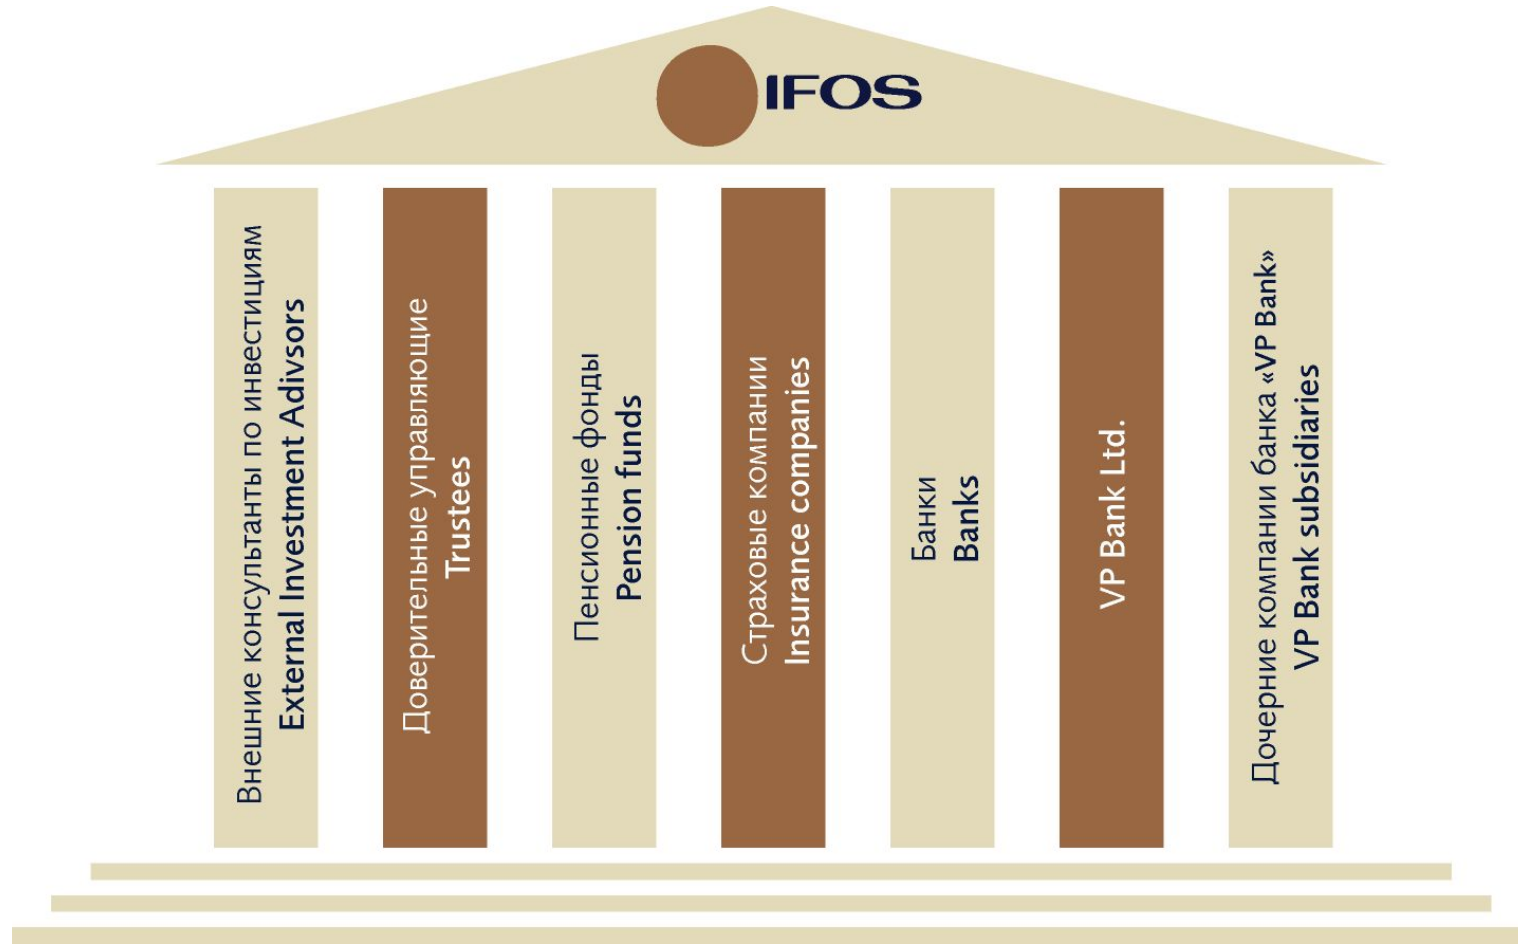 IFOS
Внешние консультанты по инвестициям
External Investment Adivsors
Доверительные управляющие
Trustees
Пенсионные фонды
Pension funds
Страховые компании
Insurance companies
Банки
Banks
VP Bank Ltd.
Дочерние компании банка «VP Bank»
VP Bank subsidiaries